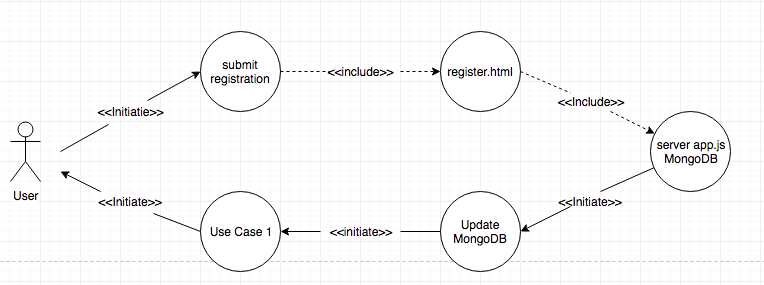 submit
registration
<<include>>
register.html
<<Initiatie>>
<<Include>>
server app.js
MongoDB
User
<<Initiate>>
Use Case 1
<<initiate>>
Update
MongoDB
<<Initiate>>